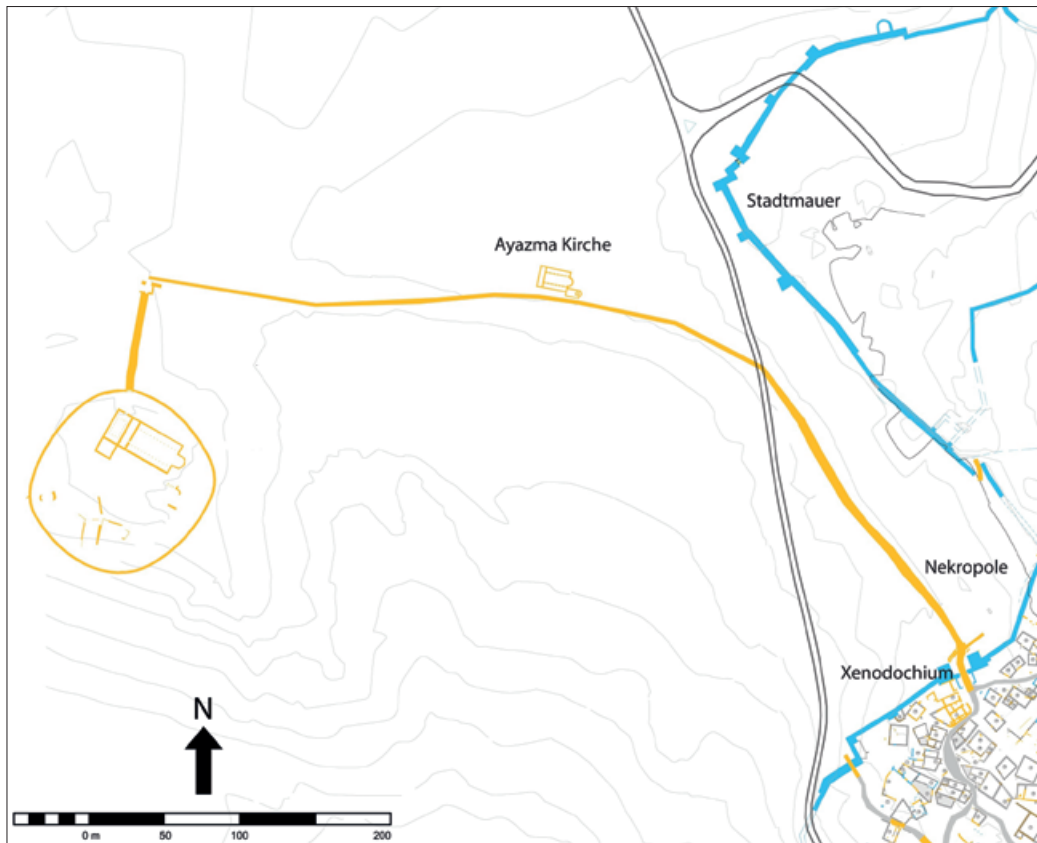 Stadtmauer
Ayazma Kirche
Nekropole
Xenodochium
N
0 m 50 100 200